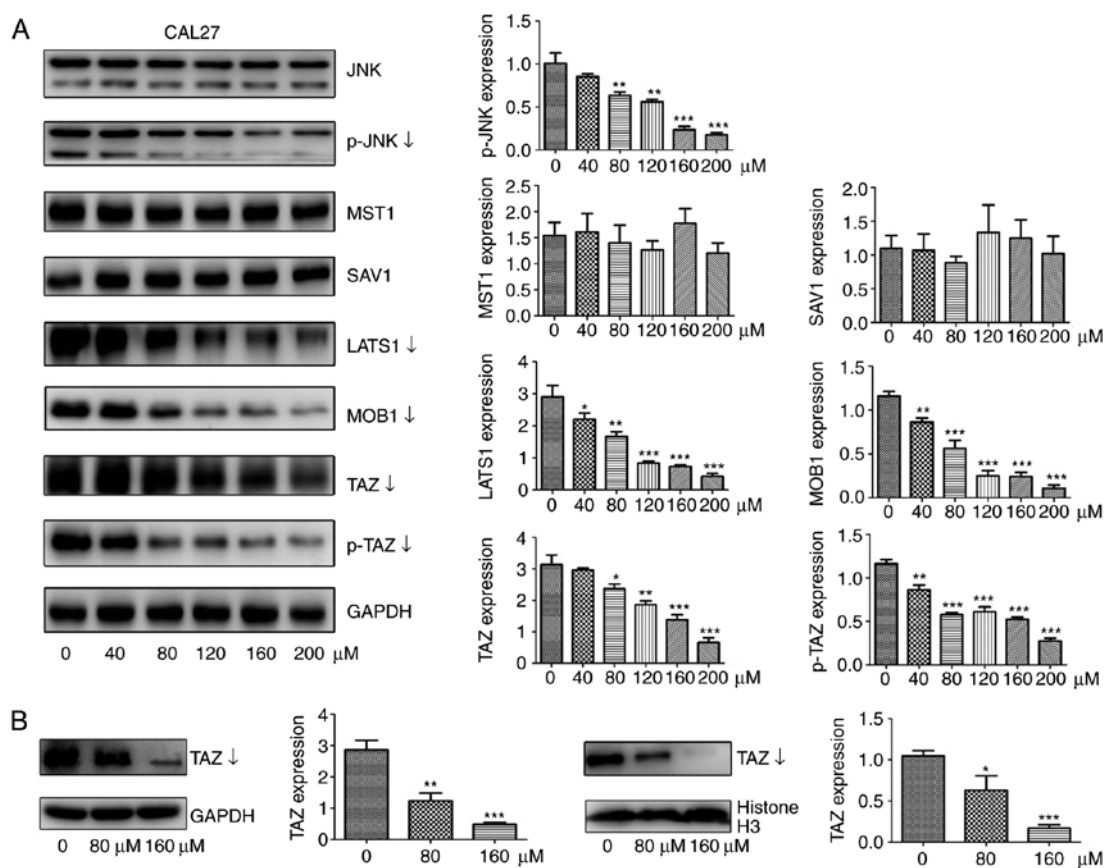 A
CAL27
JNK
p-JNK ↓
MST1
SAV1
LATS1 ↓
MOB1 ↓
TAZ ↓
p-TAZ ↓
GAPDH
0 40 80 120 160 200 μM
p-JNK expression
1.5
1.0
0.5
0.0
** ** *** ***
0 40 80 120 160 200 μM
MST1 expression
2.5
2.0
1.5
1.0
0.5
0.0
0 40 80 120 160 200 μM
SAV1 expression
2.0
1.5
1.0
0.5
0.0
0 40 80 120 160 200 μM
LATS1 expression
4
3
2
1
0
* ** *** *** ***
0 40 80 120 160 200 μM
MOB1 expression
1.5
1.0
0.5
0.0
** *** *** *** ***
0 40 80 120 160 200 μM
TAZ expression
4
3
2
1
0
* ** *** ***
0 40 80 120 160 200 μM
p-TAZ expression
1.5
1.0
0.5
0.0
** *** *** *** ***
0 40 80 120 160 200 μM
B
TAZ ↓
GAPDH
0 80 μM 160 μM
TAZ expression
4
3
2
1
0
** ***
0 80 160 μM
TAZ ↓
Histone
H3
0 80 μM 160 μM
TAZ expression
1.5
1.0
0.5
0.0
* ***
0 80 160 μM